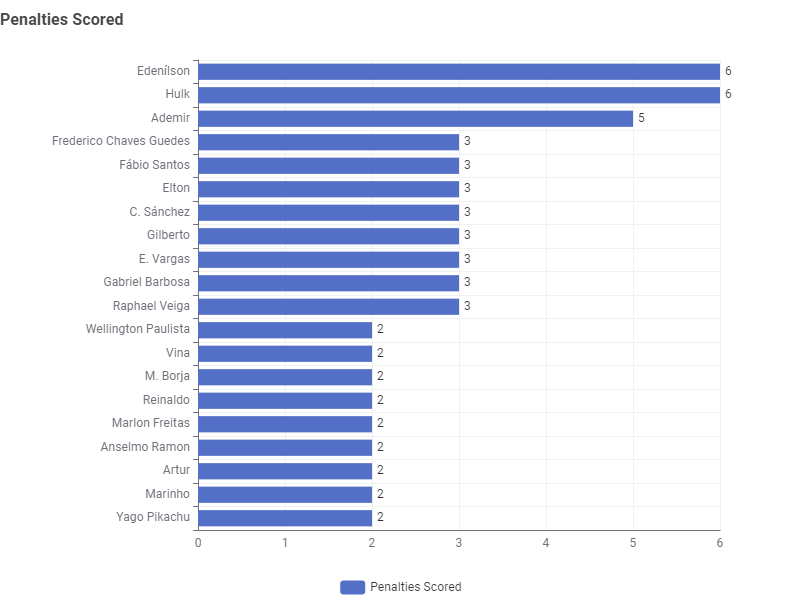 Penalties Scored
Edenílson 6
Hulk 6
Ademir 5
Frederico Chaves Guedes 3
Fábio Santos 3
Elton 3
C. Sánchez 3
Gilberto 3
E. Vargas 3
Gabriel Barbosa 3
Raphael Veiga 3
Wellington Paulista 2
Vina 2
M. Borja 2
Reinaldo 2
Marlon Freitas 2
Anselmo Ramon 2
Artur 2
Marinho 2
Yago Pikachu 2
0 1 2 3 4 5 6
Penalties Scored